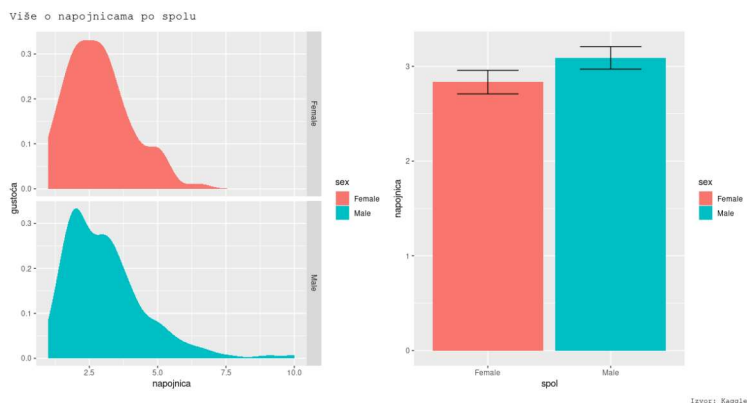 Više o napojnicama po spolu
gustoća
0.3
0.2
0.1
0.0
Female
0.3
0.2
0.1
0.0
Male
2.5 5.0 7.5 10.0
napojnica
sex
Female
Male
napojnica
3
2
1
0
Female Male
spol
sex
Female
Male
Izvor: Kaggle